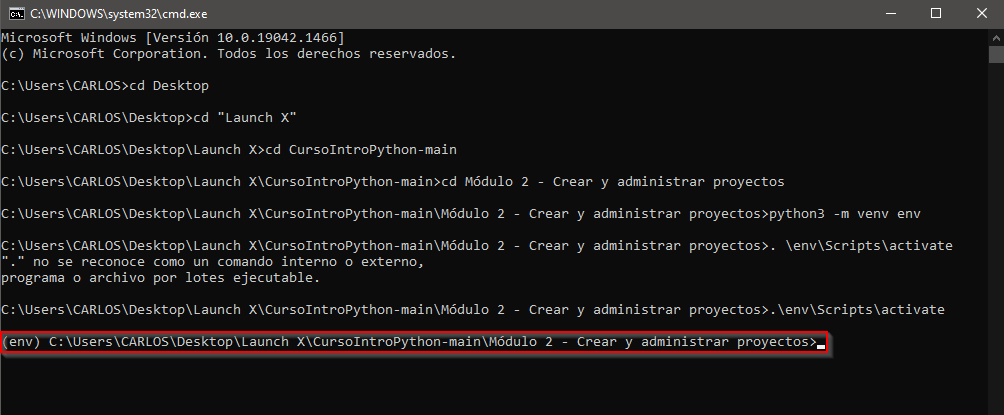 C:\WINDOWS\system32\cmd.exe
Microsoft Windows [Versión 10.0.19042.1466]
(c) Microsoft Corporation. Todos los derechos reservados.
C:\Users\CARLOS>cd Desktop
C:\Users\CARLOS\Desktop>cd "Launch X"
C:\Users\CARLOS\Desktop\Launch X>cd CursoIntroPython-main
C:\Users\CARLOS\Desktop\Launch X\CursoIntroPython-main>cd Módulo 2 - Crear y administrar proyectos
C:\Users\CARLOS\Desktop\Launch X\CursoIntroPython-main\Módulo 2 - Crear y administrar proyectos>python3 -m venv env
C:\Users\CARLOS\Desktop\Launch X\CursoIntroPython-main\Módulo 2 - Crear y administrar proyectos>. \env\Scripts\activate
"." no se reconoce como un comando interno o externo,
programa o archivo por lotes ejecutable.
C:\Users\CARLOS\Desktop\Launch X\CursoIntroPython-main\Módulo 2 - Crear y administrar proyectos>.\env\Scripts\activate
(env) C:\Users\CARLOS\Desktop\Launch X\CursoIntroPython-main\Módulo 2 - Crear y administrar proyectos>